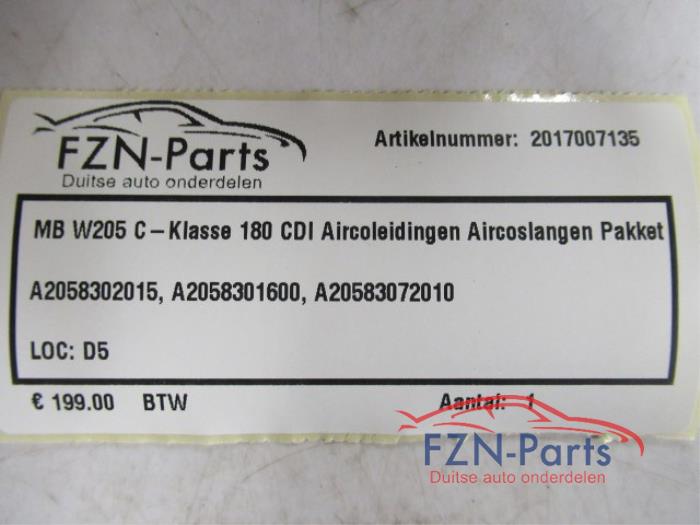 FZN-Parts
Duitse auto onderdelen
Artikelnummer: 2017007135
MB W205 C-Klasse 180 CDI Aircoleidingen Aircoslangen Pakket
A2058302015, A2058301600, A20583072010
LOC: D5
€ 199.00 BTW
Aantal: 1
FZN-Parts
Duitse auto onderdelen